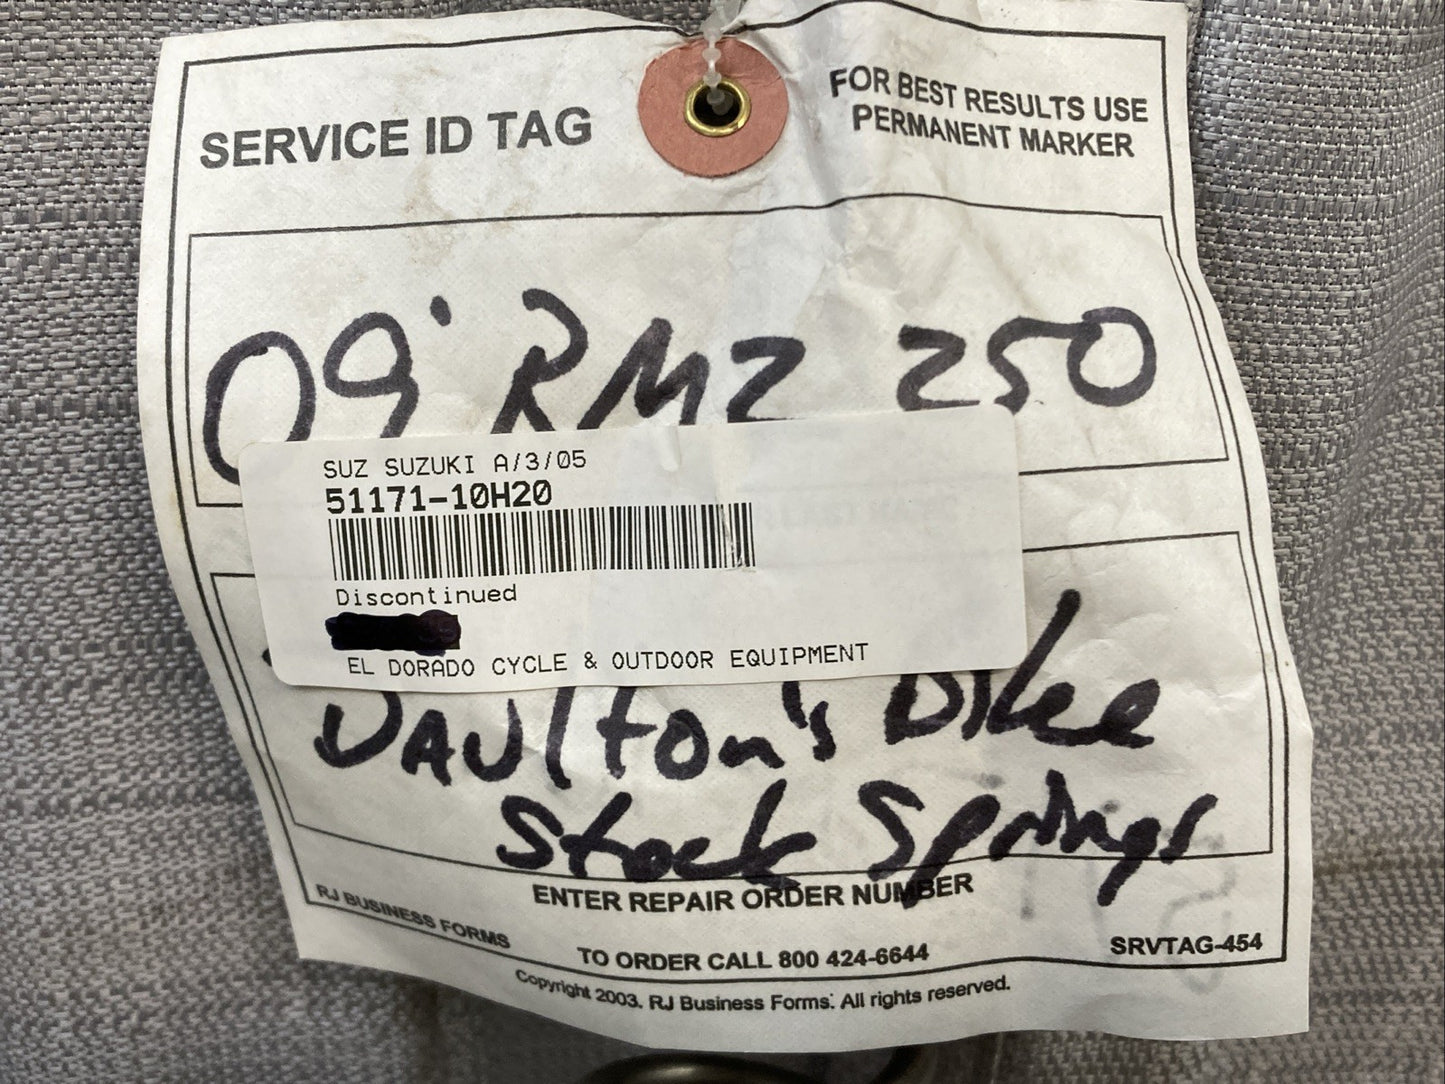 SERVICE ID TAG
FOR BEST RESULTS USE
PERMANENT MARKER
09' RMZ 250
SUZ SUZUKI A/3/05
51171-10H20
Discontinued
EL DORADO CYCLE & OUTDOOR EQUIPMENT
Daulton's Bike
Stock Springs
ENTER REPAIR ORDER NUMBER
RJ BUSINESS FORMS
TO ORDER CALL 800 424-6644
SRVTAG-454
Copyright 2003. RJ Business Forms. All rights reserved.